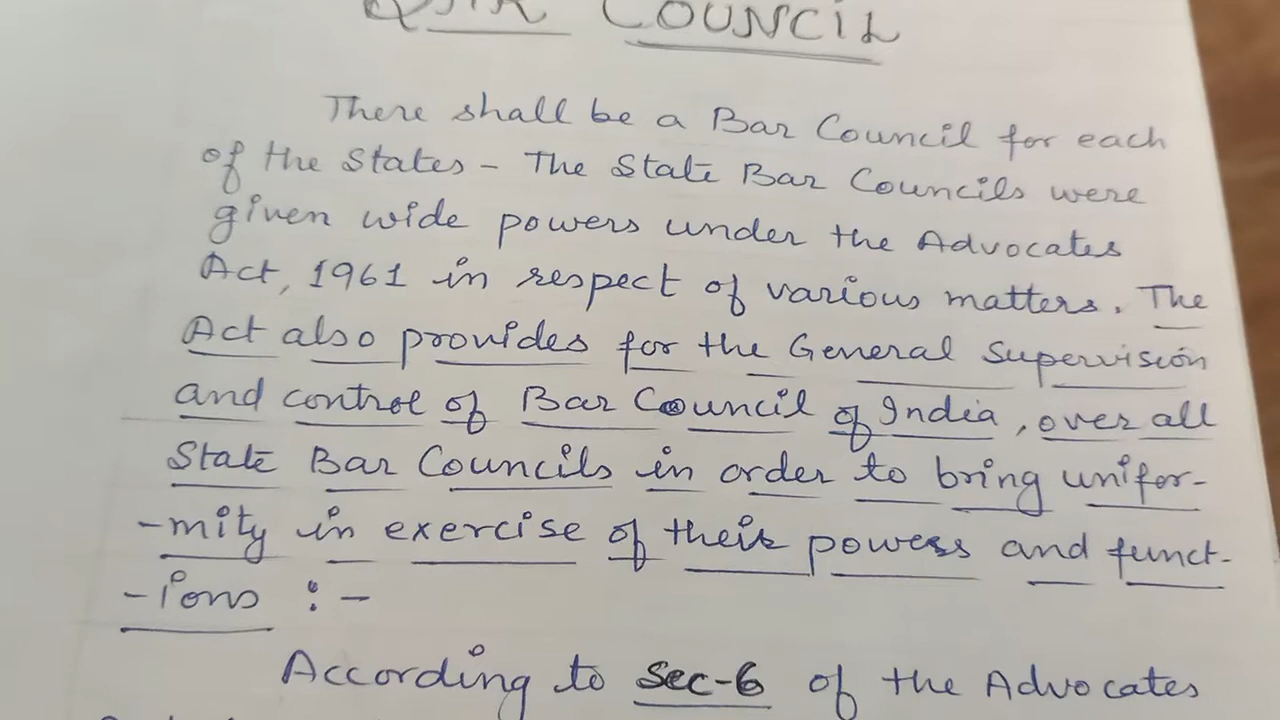 BAR COUNCIL
There shall be a Bar Council for each
of the States - The State Bar Councils were
given wide powers under the Advocates
Act, 1961 in respect of various matters. The
Act also provides for the General Supervision
and control of Bar Council of India, over all
State Bar Councils in order to bring unifor-
-mity in exercise of their powers and funct-
-ions :-
According to Sec-6 of the Advocates